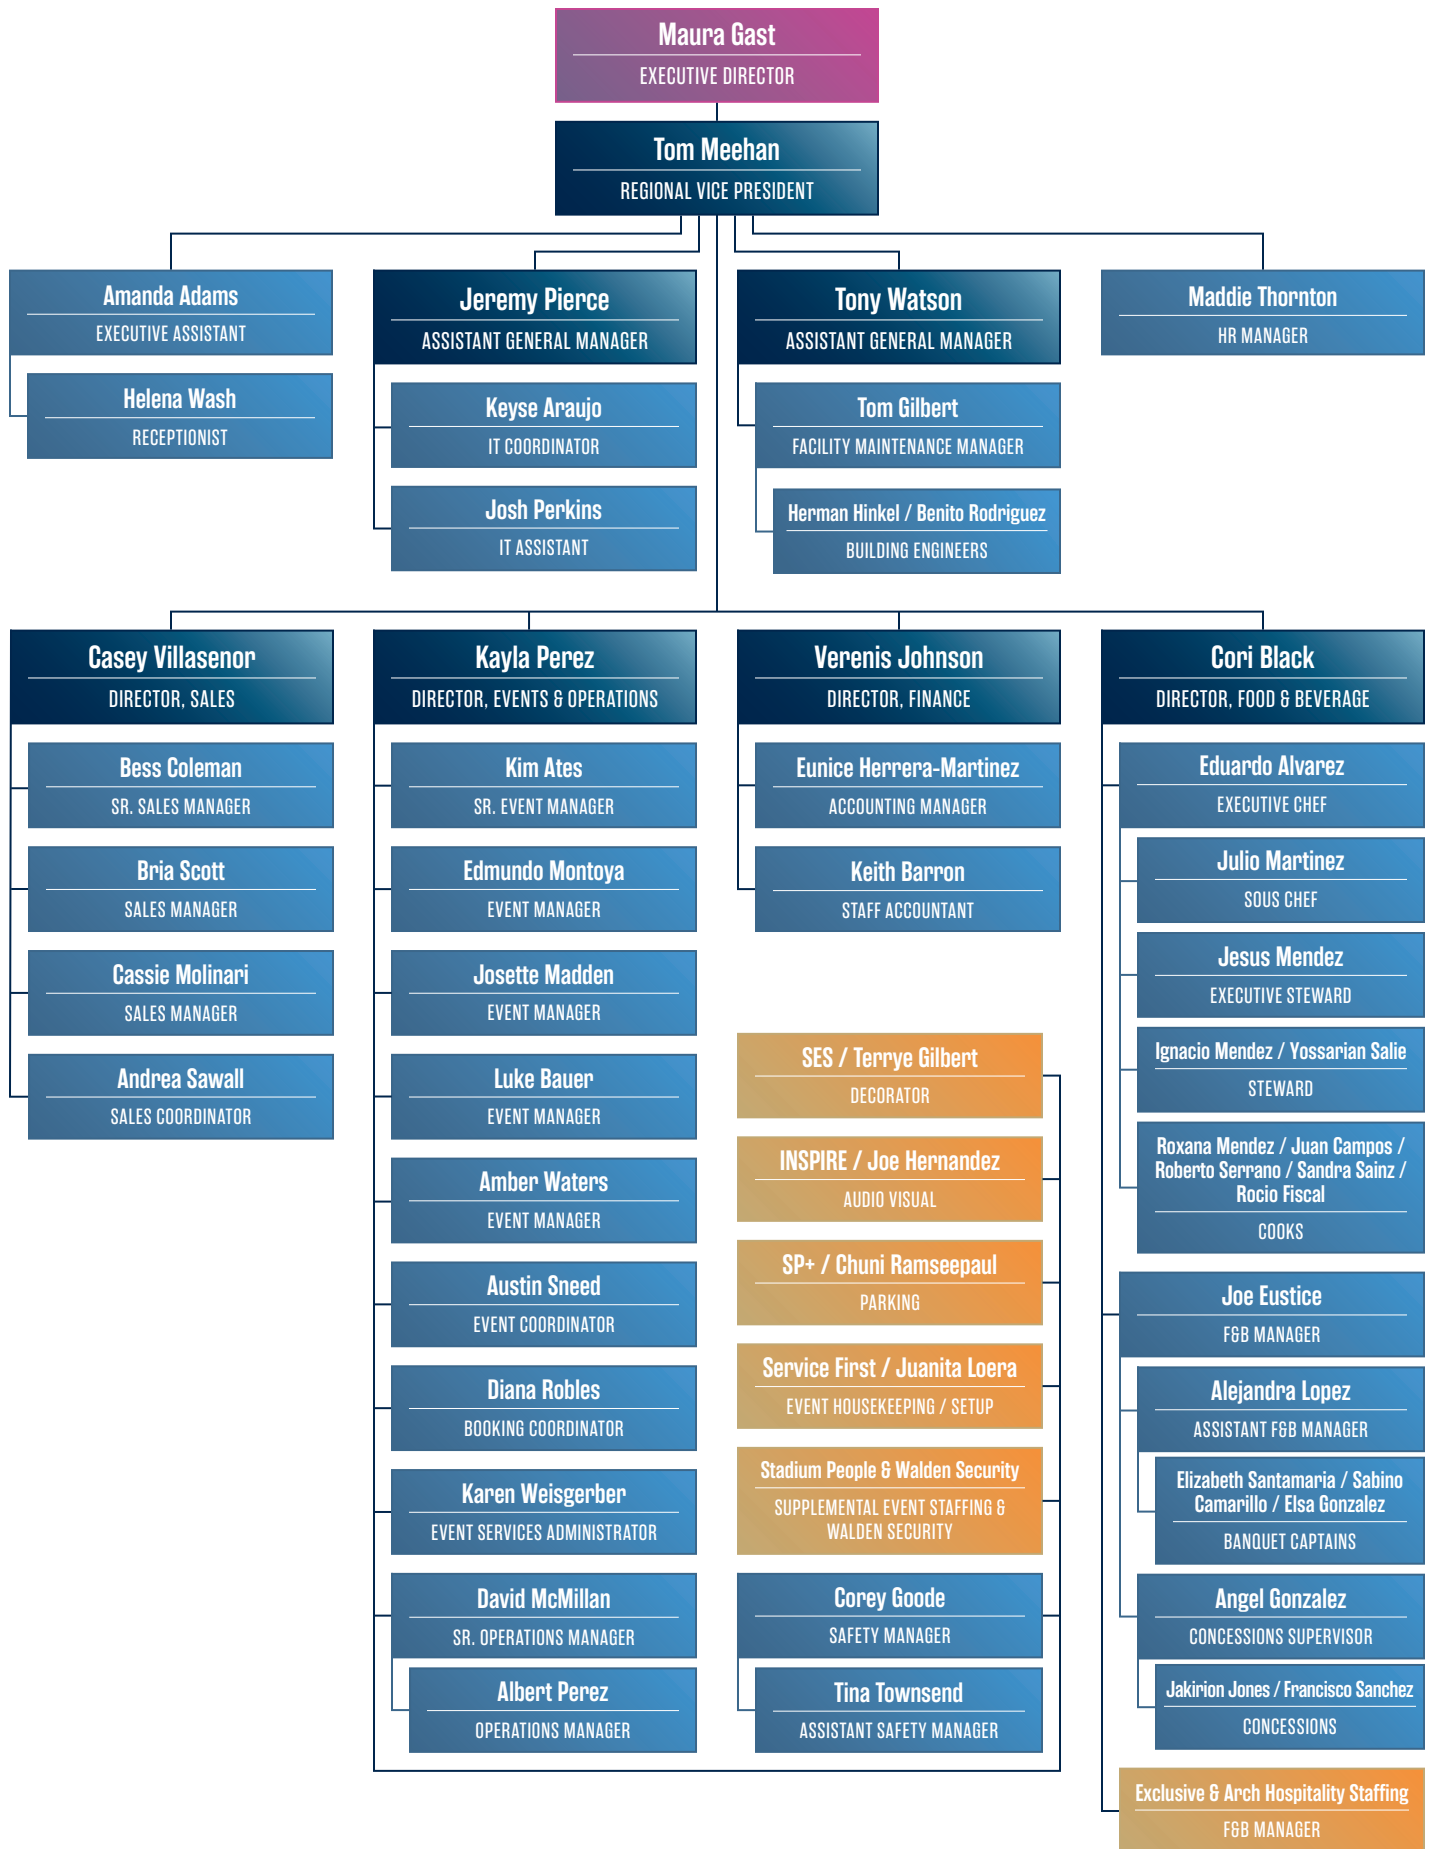 Maura Gast
EXECUTIVE DIRECTOR
Tom Meehan
REGIONAL VICE PRESIDENT
Amanda Adams
EXECUTIVE ASSISTANT
Helena Wash
RECEPTIONIST
Jeremy Pierce
ASSISTANT GENERAL MANAGER
Keyse Araujo
IT COORDINATOR
Josh Perkins
IT ASSISTANT
Tony Watson
ASSISTANT GENERAL MANAGER
Tom Gilbert
FACILITY MAINTENANCE MANAGER
Herman Hinkel / Benito Rodriguez
BUILDING ENGINEERS
Maddie Thornton
HR MANAGER
Casey Villasenor
DIRECTOR, SALES
Bess Coleman
SR. SALES MANAGER
Bria Scott
SALES MANAGER
Cassie Molinari
SALES MANAGER
Andrea Sawall
SALES COORDINATOR
Kayla Perez
DIRECTOR, EVENTS & OPERATIONS
Kim Ates
SR. EVENT MANAGER
Edmundo Montoya
EVENT MANAGER
Josette Madden
EVENT MANAGER
Luke Bauer
EVENT MANAGER
Amber Waters
EVENT MANAGER
Austin Sneed
EVENT COORDINATOR
Diana Robles
BOOKING COORDINATOR
Karen Weisgerber
EVENT SERVICES ADMINISTRATOR
David McMillan
SR. OPERATIONS MANAGER
Albert Perez
OPERATIONS MANAGER
Verenis Johnson
DIRECTOR, FINANCE
Eunice Herrera-Martinez
ACCOUNTING MANAGER
Keith Barron
STAFF ACCOUNTANT
SES / Terrye Gilbert
DECORATOR
INSPIRE / Joe Hernandez
AUDIO VISUAL
SP+ / Chuni Ramseepaul
PARKING
Service First / Juanita Loera
EVENT HOUSEKEEPING / SETUP
Stadium People & Walden Security
SUPPLEMENTAL EVENT STAFFING &
WALDEN SECURITY
Corey Goode
SAFETY MANAGER
Tina Townsend
ASSISTANT SAFETY MANAGER
Cori Black
DIRECTOR, FOOD & BEVERAGE
Eduardo Alvarez
EXECUTIVE CHEF
Julio Martinez
SOUS CHEF
Jesus Mendez
EXECUTIVE STEWARD
Ignacio Mendez / Yossarian Salie
STEWARD
Roxana Mendez / Juan Campos /
Roberto Serrano / Sandra Sainz /
Rocio Fiscal
COOKS
Joe Eustice
F&B MANAGER
Alejandra Lopez
ASSISTANT F&B MANAGER
Elizabeth Santamaria / Sabino
Camarillo / Elsa Gonzalez
BANQUET CAPTAINS
Angel Gonzalez
CONCESSIONS SUPERVISOR
Jakirion Jones / Francisco Sanchez
CONCESSIONS
Exclusive & Arch Hospitality Staffing
F&B MANAGER